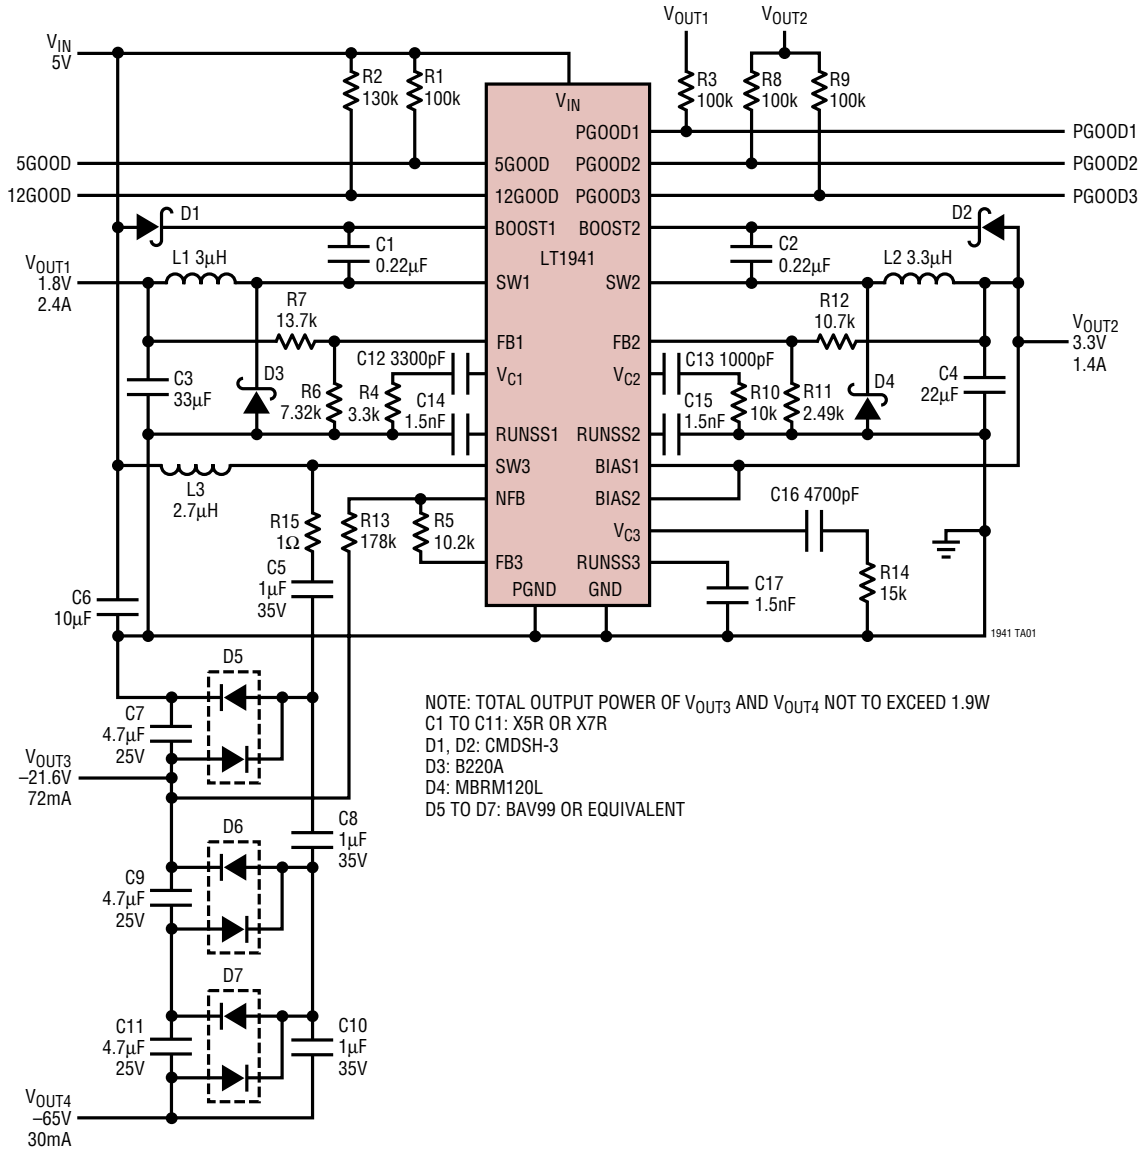 VOUT1
VOUT2
VIN
5V
R2
130k
R1
100k
R3
100k
R8
100k
R9
100k
VIN
PGOOD1
PGOOD1
5GOOD
5GOOD
PGOOD2
PGOOD2
12GOOD
12GOOD
PGOOD3
PGOOD3
D1
BOOST1
BOOST2
D2
C1
0.22µF
LT1941
C2
0.22µF
VOUT1
1.8V
2.4A
L1 3µH
SW1
SW2
L2 3.3µH
R7
13.7k
FB1
FB2
R12
10.7k
VOUT2
3.3V
1.4A
C3
33µF
D3
R6
7.32k
C12 3300pF
R4
3.3k
C14
1.5nF
VC1
VC2
C13 1000pF
C15
1.5nF
R10
10k
R11
2.49k
D4
C4
22µF
RUNSS1
RUNSS2
L3
2.7µH
SW3
BIAS1
NFB
BIAS2
R15
1Ω
R13
178k
R5
10.2k
VC3
C16 4700pF
C5
1µF
35V
FB3
RUNSS3
C17
1.5nF
R14
15k
PGND
GND
C6
10µF
1941 TA01
D5
C7
4.7µF
25V
VOUT3
–21.6V
72mA
NOTE: TOTAL OUTPUT POWER OF VOUT3 AND VOUT4 NOT TO EXCEED 1.9W
C1 TO C11: X5R OR X7R
D1, D2: CMDSH-3
D3: B220A
D4: MBRM120L
D5 TO D7: BAV99 OR EQUIVALENT
D6
C8
1µF
35V
C9
4.7µF
25V
D7
C11
4.7µF
25V
C10
1µF
35V
VOUT4
–65V
30mA